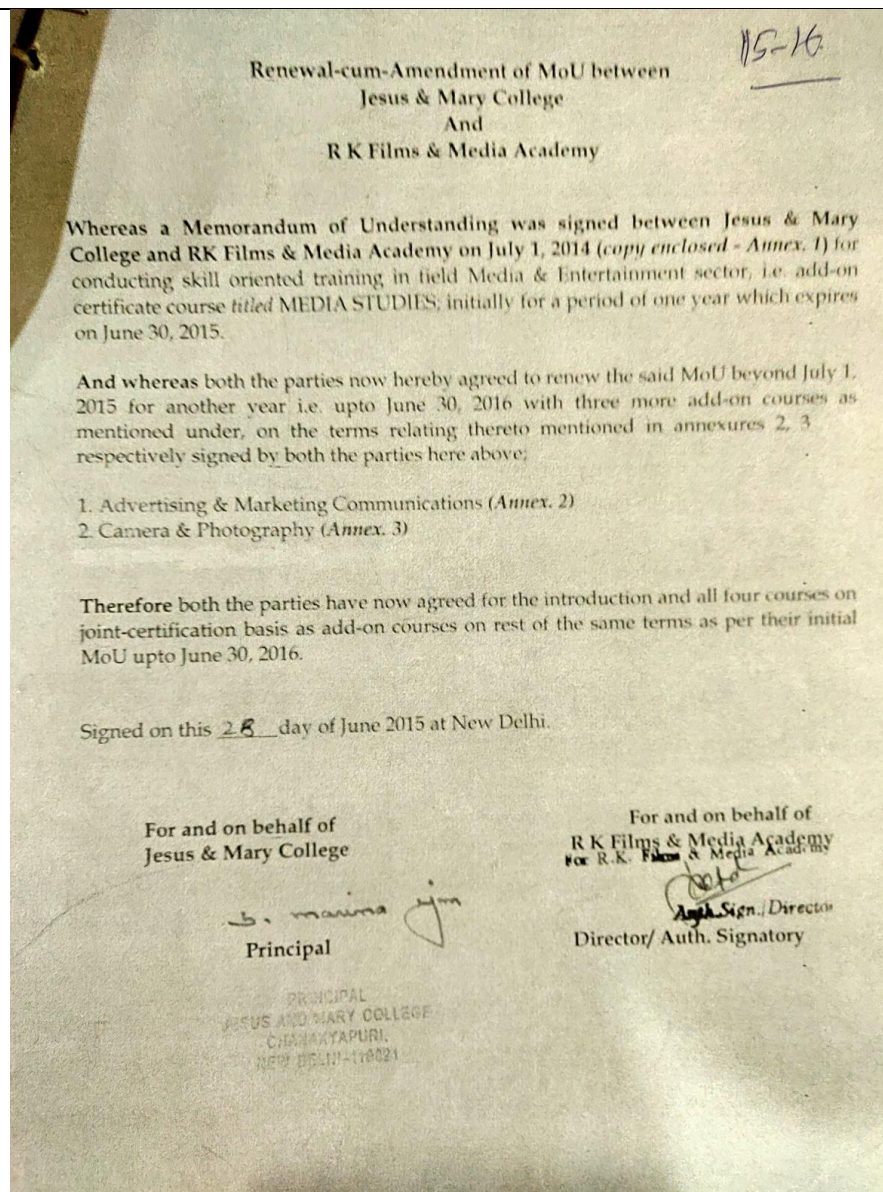 15-16
Renewal-cum-Amendment of MoU between
Jesus & Mary College
And
R K Films & Media Academy
Whereas a Memorandum of Understanding was signed between Jesus & Mary
College and RK Films & Media Academy on July 1, 2014 (copy enclosed - Annex. 1) for
conducting skill oriented training in field Media & Entertainment sector, i.e. add-on
certificate course titled MEDIA STUDIES, initially for a period of one year which expires
on June 30, 2015.
And whereas both the parties now hereby agreed to renew the said MoU beyond July 1,
2015 for another year i.e. upto June 30, 2016 with three more add-on courses as
mentioned under, on the terms relating thereto mentioned in annexures 2, 3
respectively signed by both the parties here above;
1. Advertising & Marketing Communications (Annex. 2)
2. Camera & Photography (Annex. 3)
Therefore both the parties have now agreed for the introduction and all four courses on
joint-certification basis as add-on courses on rest of the same terms as per their initial
MoU upto June 30, 2016.
Signed on this 28 day of June 2015 at New Delhi.
For and on behalf of
Jesus & Mary College
S. marina
Principal
PRINCIPAL
JESUS AND MARY COLLEGE
CHANAKYAPURI,
NEW DELHI-110021
For and on behalf of
R K Films & Media Academy
For R.K. Films & Media Academy
Auth. Sign./Director
Director/ Auth. Signatory